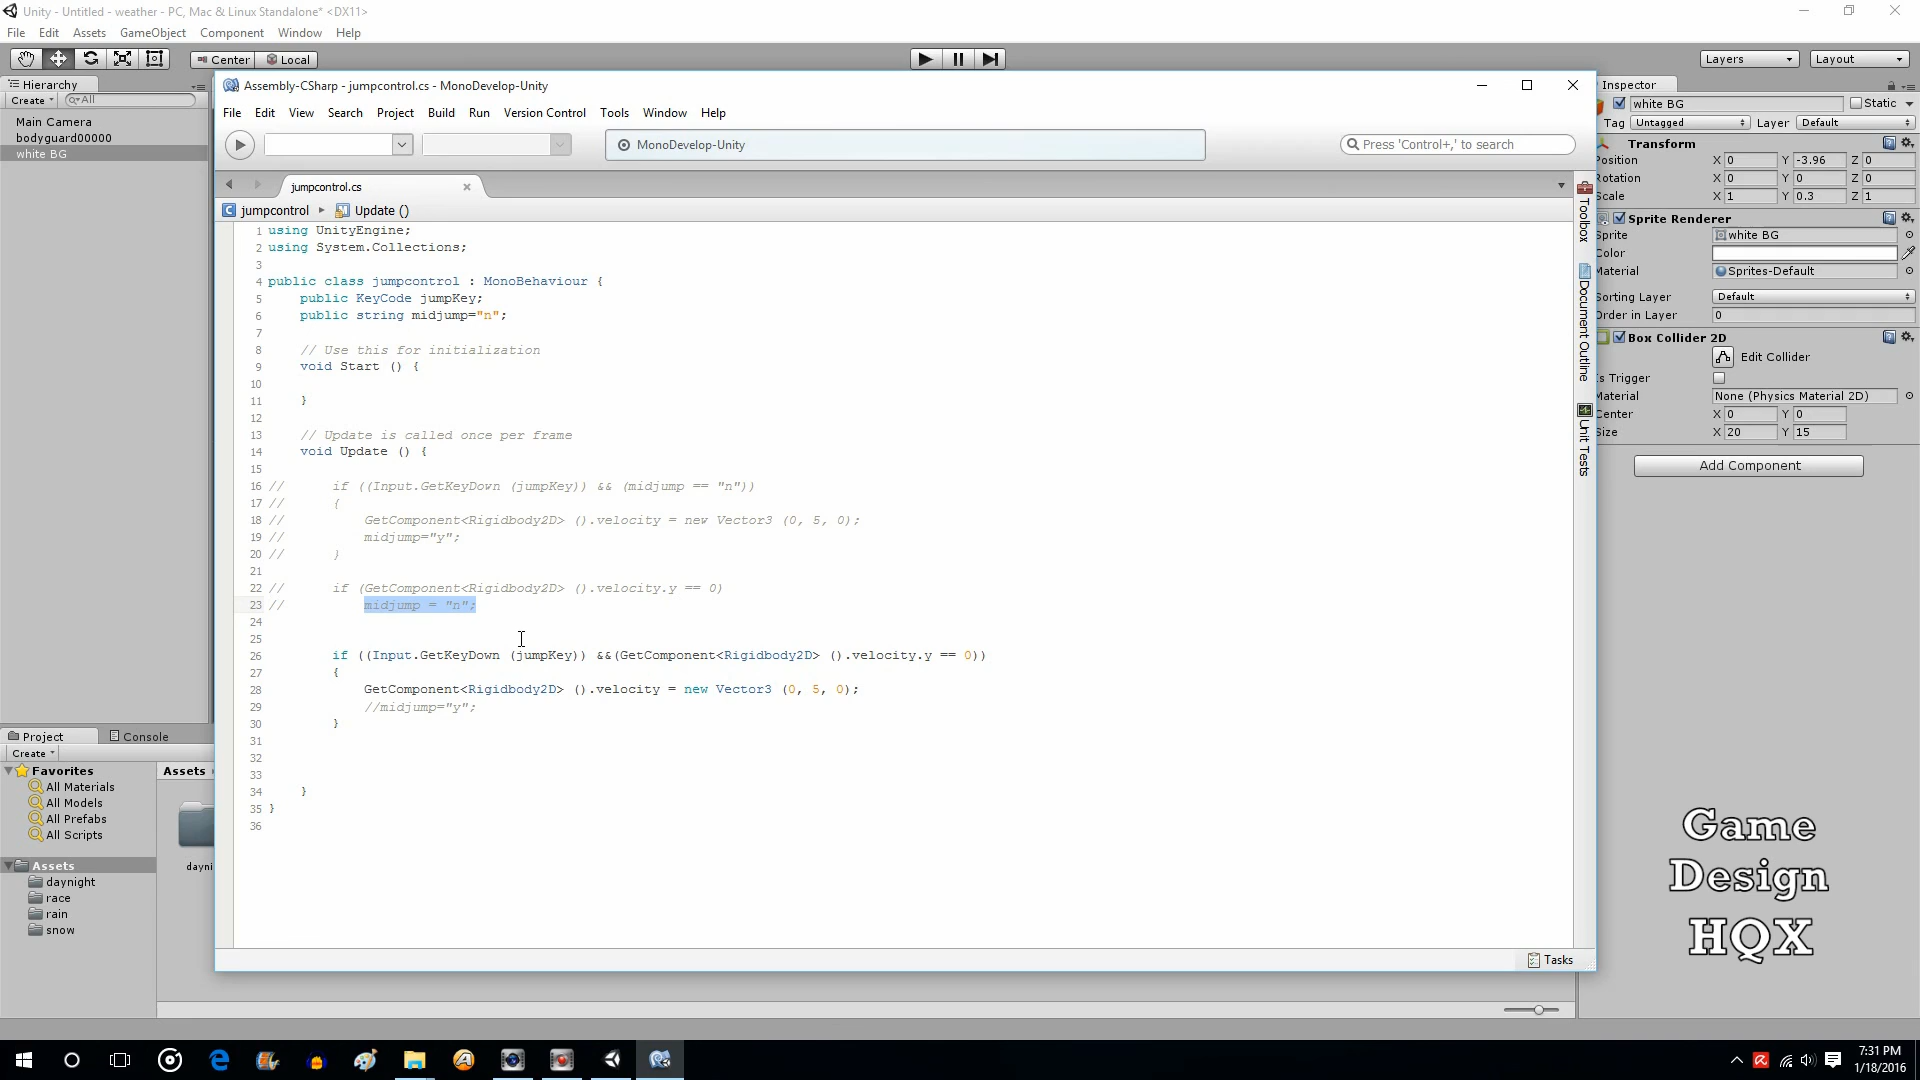 Unity - Untitled - weather - PC, Mac & Linux Standalone* <DX11>
File Edit Assets GameObject Component Window Help
Center Local Layers Layout
Hierarchy
Create All
Main Camera
bodyguard00000
white BG
Assembly-CSharp - jumpcontrol.cs - MonoDevelop-Unity
File Edit View Search Project Build Run Version Control Tools Window Help
MonoDevelop-Unity
Press 'Control+,' to search
jumpcontrol.cs
jumpcontrol Update ()
1 using UnityEngine;
2 using System.Collections;
3
4 public class jumpcontrol : MonoBehaviour {
5 public KeyCode jumpKey;
6 public string midjump="n";
7
8 // Use this for initialization
9 void Start () {
10
11 }
12
13 // Update is called once per frame
14 void Update () {
15
16 // if ((Input.GetKeyDown (jumpKey)) && (midjump == "n"))
17 // {
18 // GetComponent<Rigidbody2D> ().velocity = new Vector3 (0, 5, 0);
19 // midjump="y";
20 // }
21
22 // if (GetComponent<Rigidbody2D> ().velocity.y == 0)
23 // midjump = "n";
24
25
26 if ((Input.GetKeyDown (jumpKey)) &&(GetComponent<Rigidbody2D> ().velocity.y == 0))
27 {
28 GetComponent<Rigidbody2D> ().velocity = new Vector3 (0, 5, 0);
29 //midjump="y";
30 }
31
32
33
34 }
35 }
36
Toolbox
Document Outline
Unit Tests
Tasks
Inspector
white BG Static
Tag Untagged Layer Default
Transform
Position X 0 Y -3.96 Z 0
Rotation X 0 Y 0 Z 0
Scale X 1 Y 0.3 Z 1
Sprite Renderer
Sprite white BG
Color
Material Sprites-Default
Sorting Layer Default
Order in Layer 0
Box Collider 2D
Edit Collider
Is Trigger
Material None (Physics Material 2D)
Center X 0 Y 0
Size X 20 Y 15
Add Component
Project Console
Create
Favorites
All Materials
All Models
All Prefabs
All Scripts
Assets
daynight
race
rain
snow
Assets
dayni
Game
Design
HQX
7:31 PM
1/18/2016